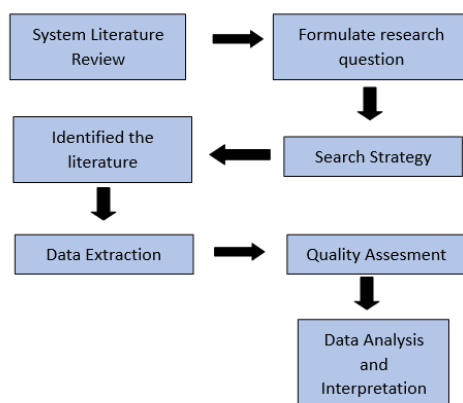 System Literature
Review
Formulate research
question
Search Strategy
Identified the
literature
Data Extraction
Quality Assesment
Data Analysis
and
Interpretation